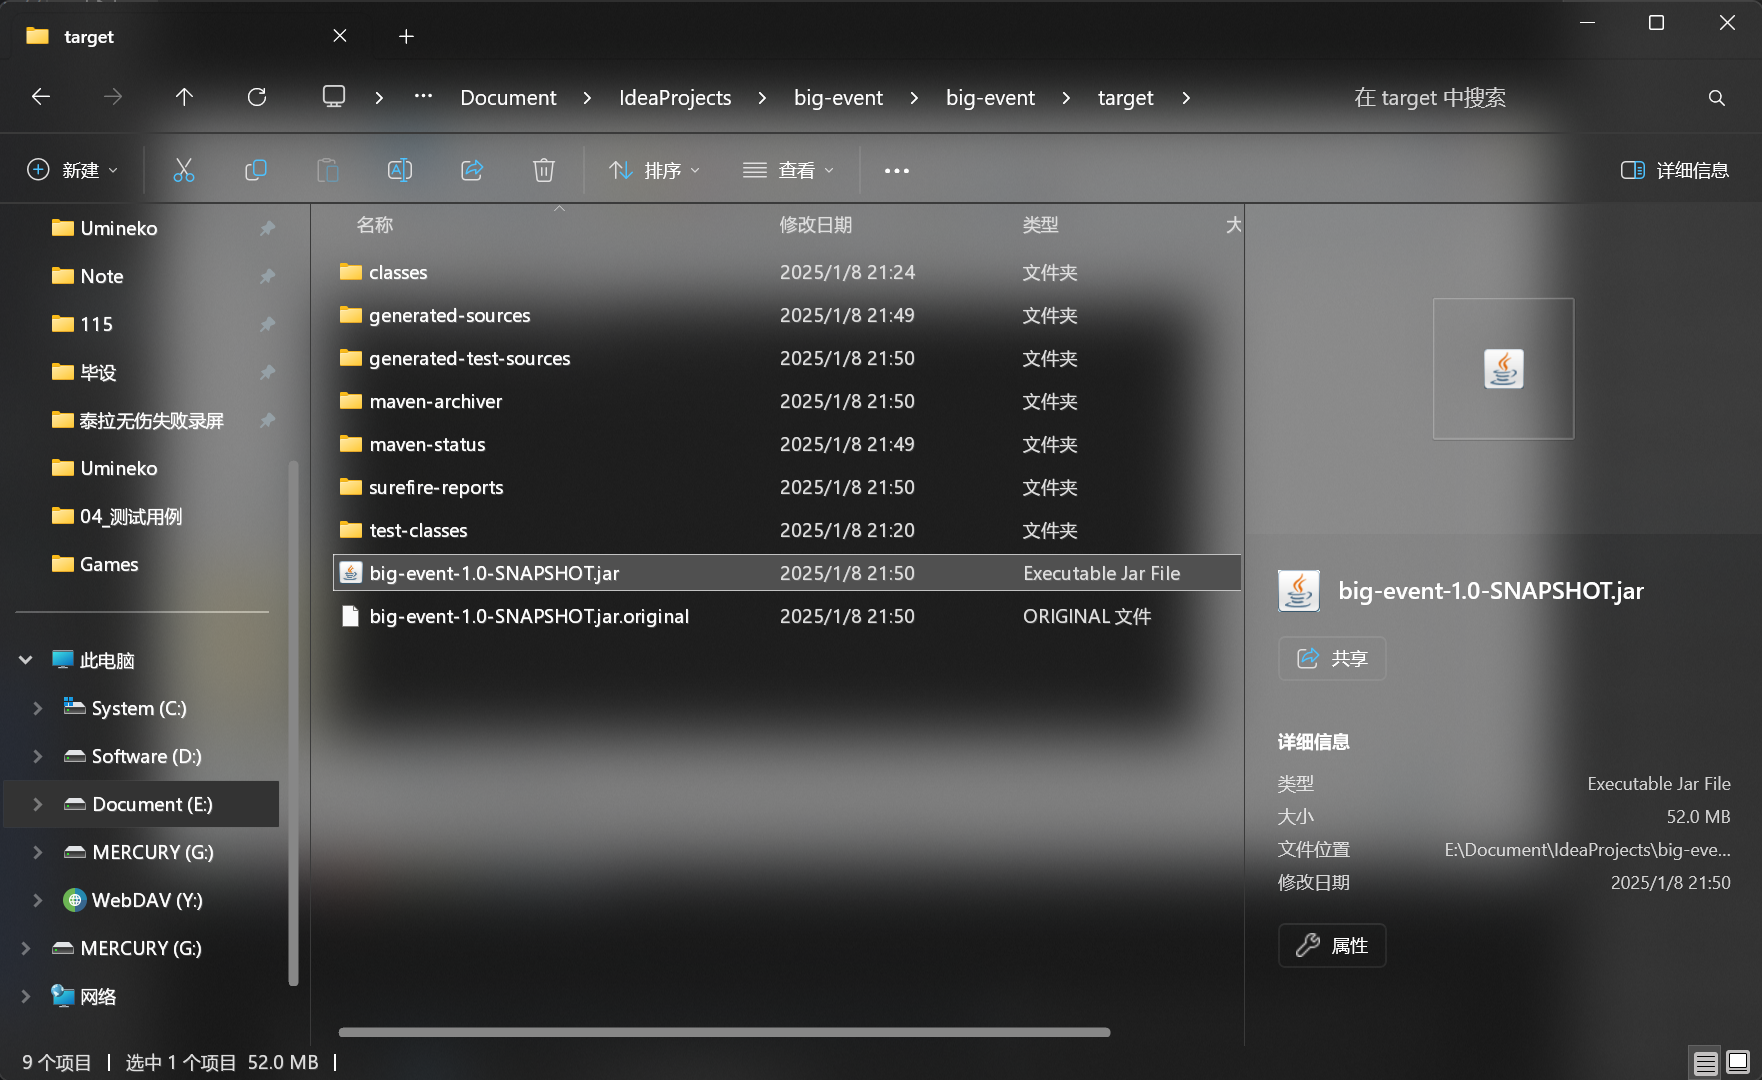 target
Document
IdeaProjects
big-event
big-event
target
在 target 中搜索
新建
排序
查看
详细信息
Umineko
Note
115
毕设
泰拉无伤失败录屏
Umineko
04_测试用例
Games
此电脑
System (C:)
Software (D:)
Document (E:)
MERCURY (G:)
WebDAV (Y:)
MERCURY (G:)
网络
名称 修改日期 类型 大
classes 2025/1/8 21:24 文件夹
generated-sources 2025/1/8 21:49 文件夹
generated-test-sources 2025/1/8 21:50 文件夹
maven-archiver 2025/1/8 21:50 文件夹
maven-status 2025/1/8 21:49 文件夹
surefire-reports 2025/1/8 21:50 文件夹
test-classes 2025/1/8 21:20 文件夹
big-event-1.0-SNAPSHOT.jar 2025/1/8 21:50 Executable Jar File
big-event-1.0-SNAPSHOT.jar.original 2025/1/8 21:50 ORIGINAL 文件
big-event-1.0-SNAPSHOT.jar
共享
详细信息
类型 Executable Jar File
大小 52.0 MB
文件位置 E:\Document\IdeaProjects\big-eve...
修改日期 2025/1/8 21:50
属性
9 个项目 选中 1 个项目 52.0 MB